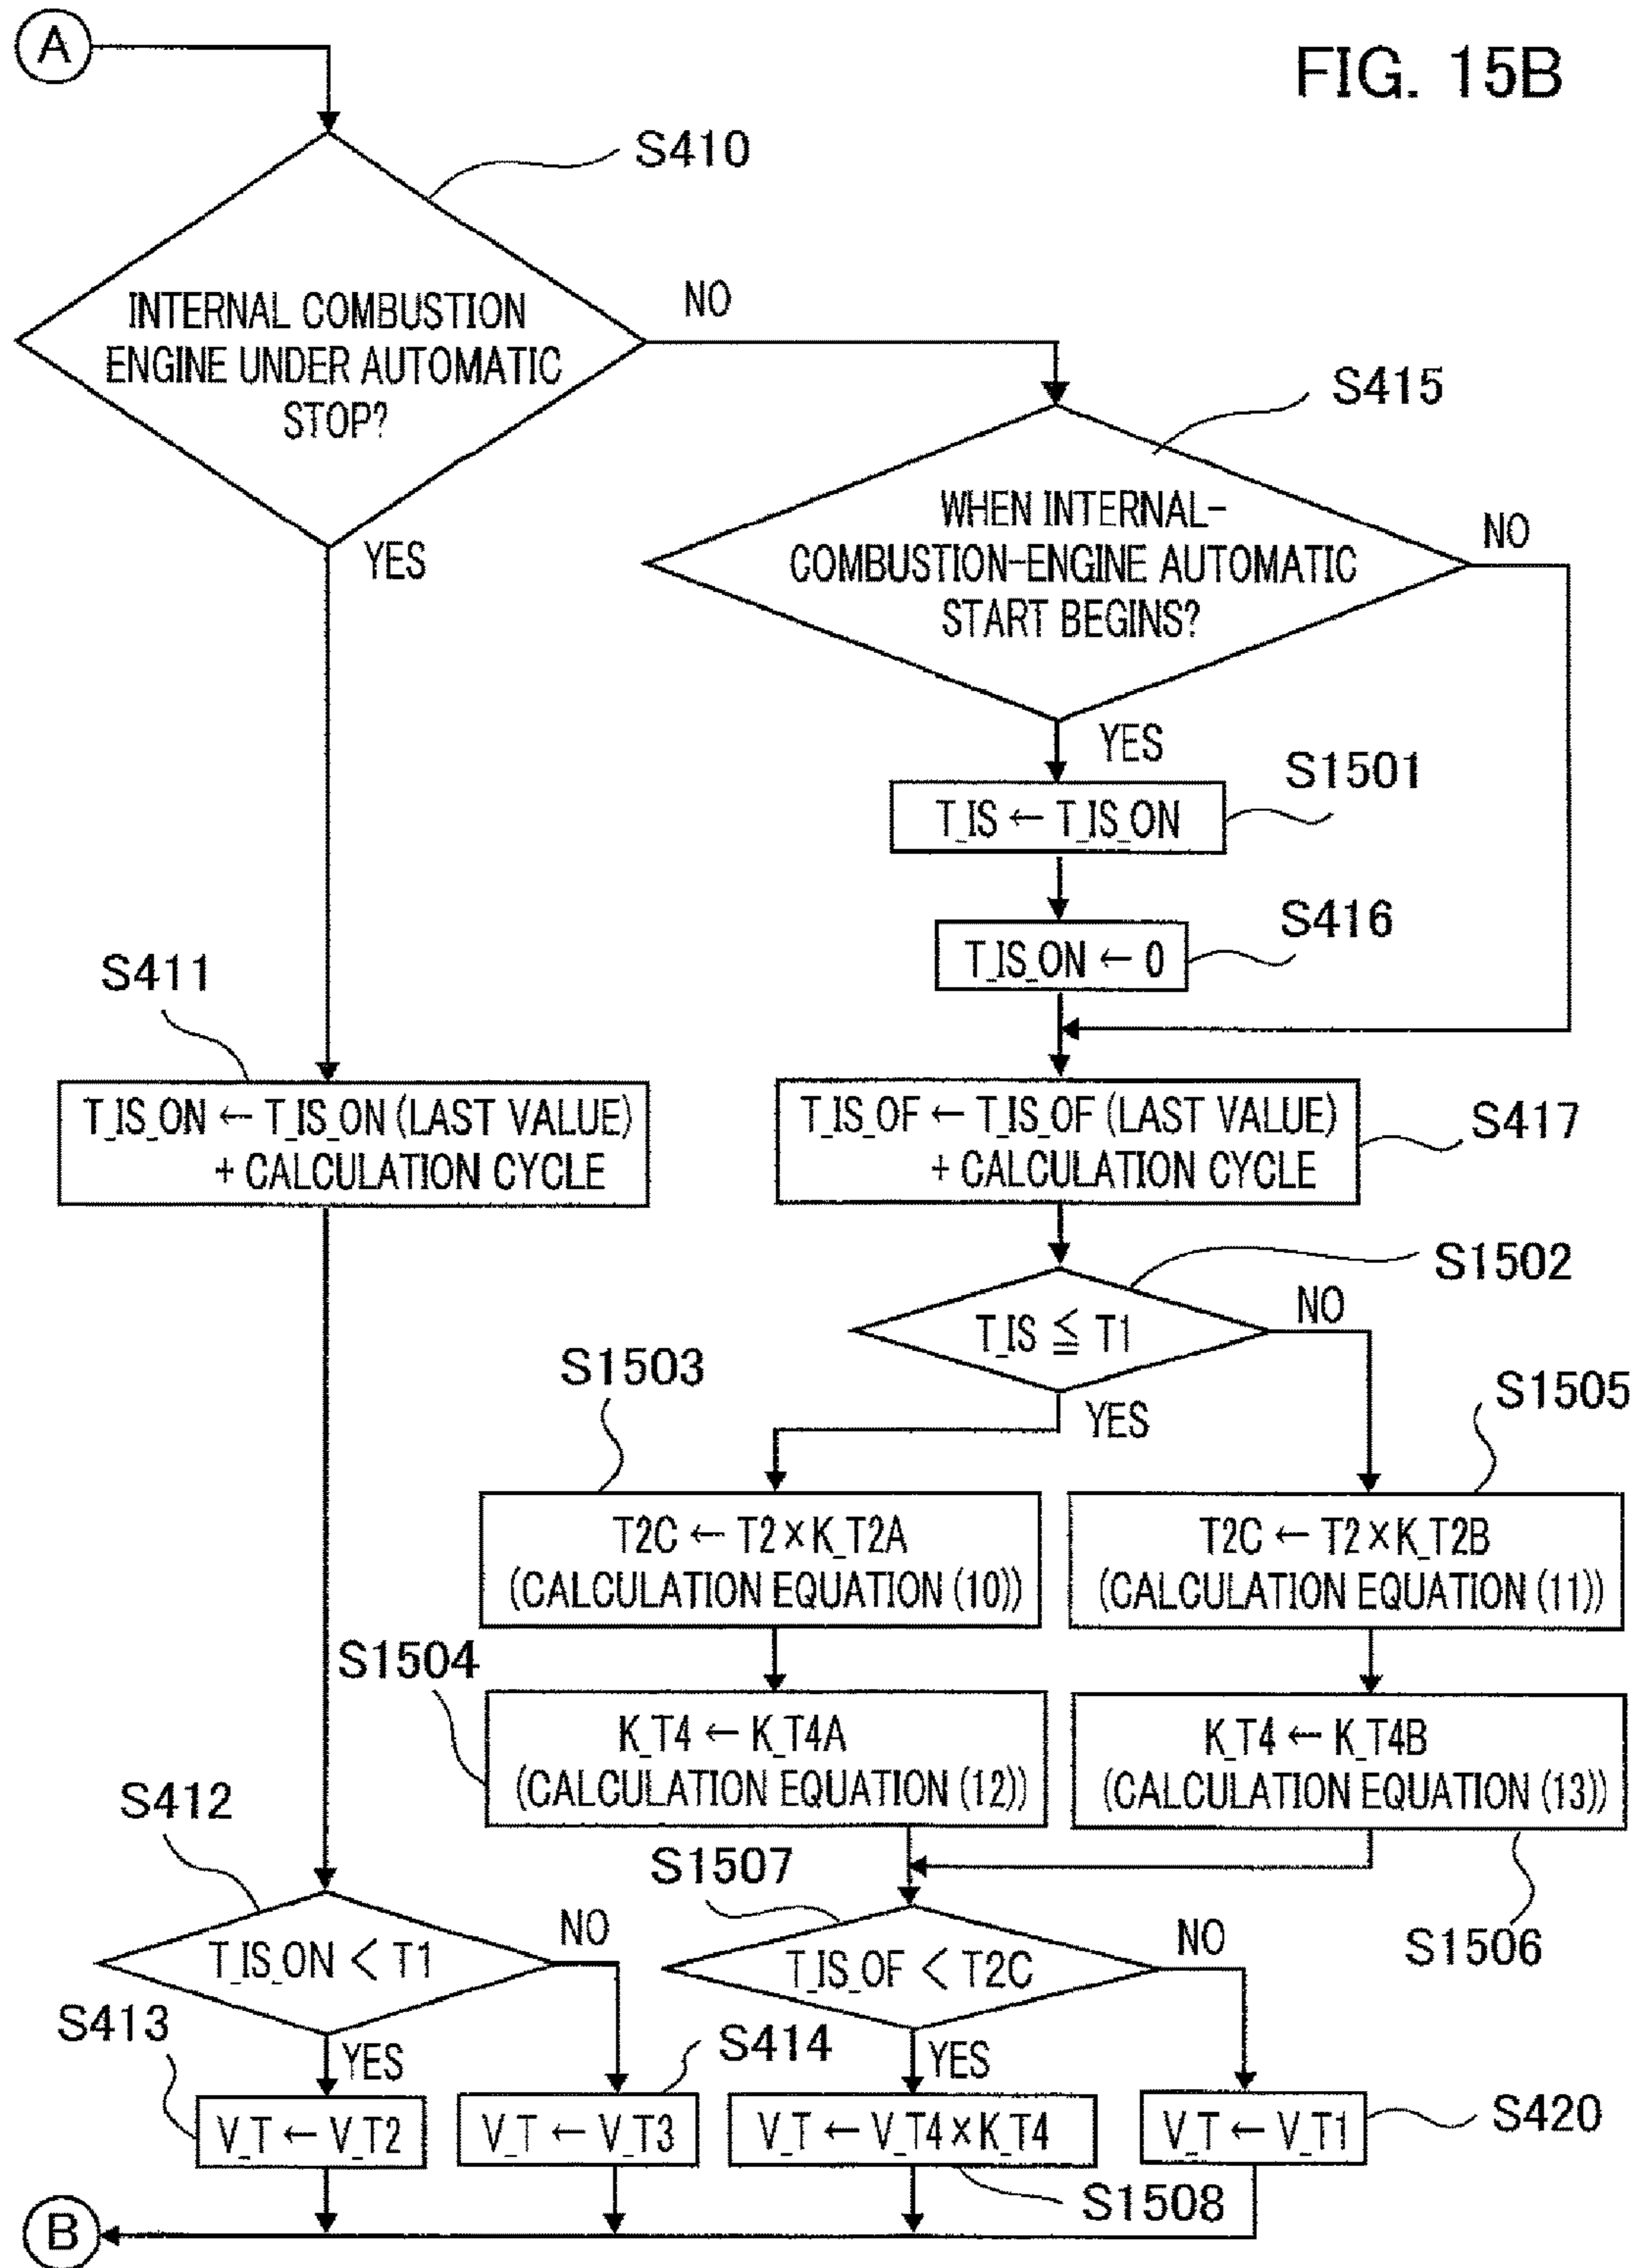 A
FIG. 15B
S410
INTERNAL COMBUSTION
ENGINE UNDER AUTOMATIC
STOP?
NO
YES
S415
WHEN INTERNAL-
COMBUSTION-ENGINE AUTOMATIC
START BEGINS?
NO
YES
S1501
T_IS ← T_IS_ON
S416
T_IS_ON ← 0
S411
T_IS_ON ← T_IS_ON (LAST VALUE)
+ CALCULATION CYCLE
T_IS_OF ← T_IS_OF (LAST VALUE)
+ CALCULATION CYCLE
S417
S1502
T_IS ≦ T1
NO
YES
S1503
T2C ← T2 × K_T2A
(CALCULATION EQUATION (10))
S1505
T2C ← T2 × K_T2B
(CALCULATION EQUATION (11))
S1504
K_T4 ← K_T4A
(CALCULATION EQUATION (12))
K_T4 ← K_T4B
(CALCULATION EQUATION (13))
S1506
S412
T_IS_ON < T1
NO
YES
S1507
T_IS_OF < T2C
NO
YES
S413
V_T ← V_T2
S414
V_T ← V_T3
V_T ← V_T4 × K_T4
S1508
V_T ← V_T1
S420
B